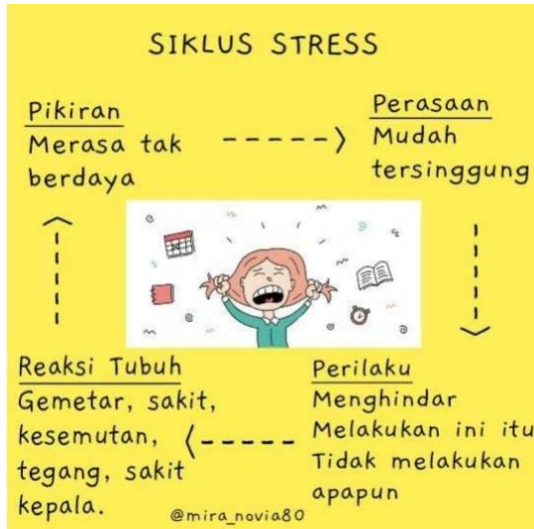 SIKLUS STRESS
Pikiran
Merasa tak
berdaya
Perasaan
Mudah
tersinggung
Perilaku
Menghindar
Melakukan ini itu
Tidak melakukan
apapun
Reaksi Tubuh
Gemetar, sakit,
kesemutan,
tegang, sakit
kepala.
@mira_novia80